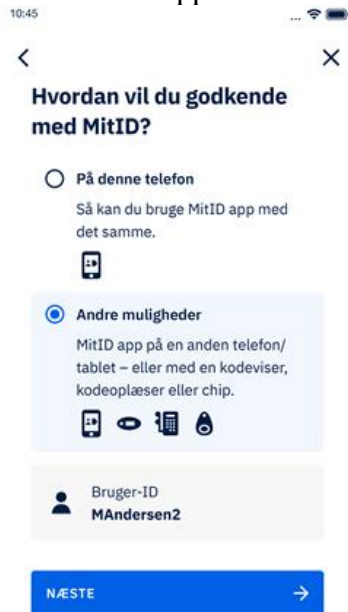 10:45
...
Hvordan vil du godkende
med MitID?
På denne telefon
Så kan du bruge MitID app med
det samme.
Andre muligheder
MitID app på en anden telefon/
tablet – eller med en kodeviser,
kodeoplæser eller chip.
Bruger-ID
MAndersen2
NÆSTE